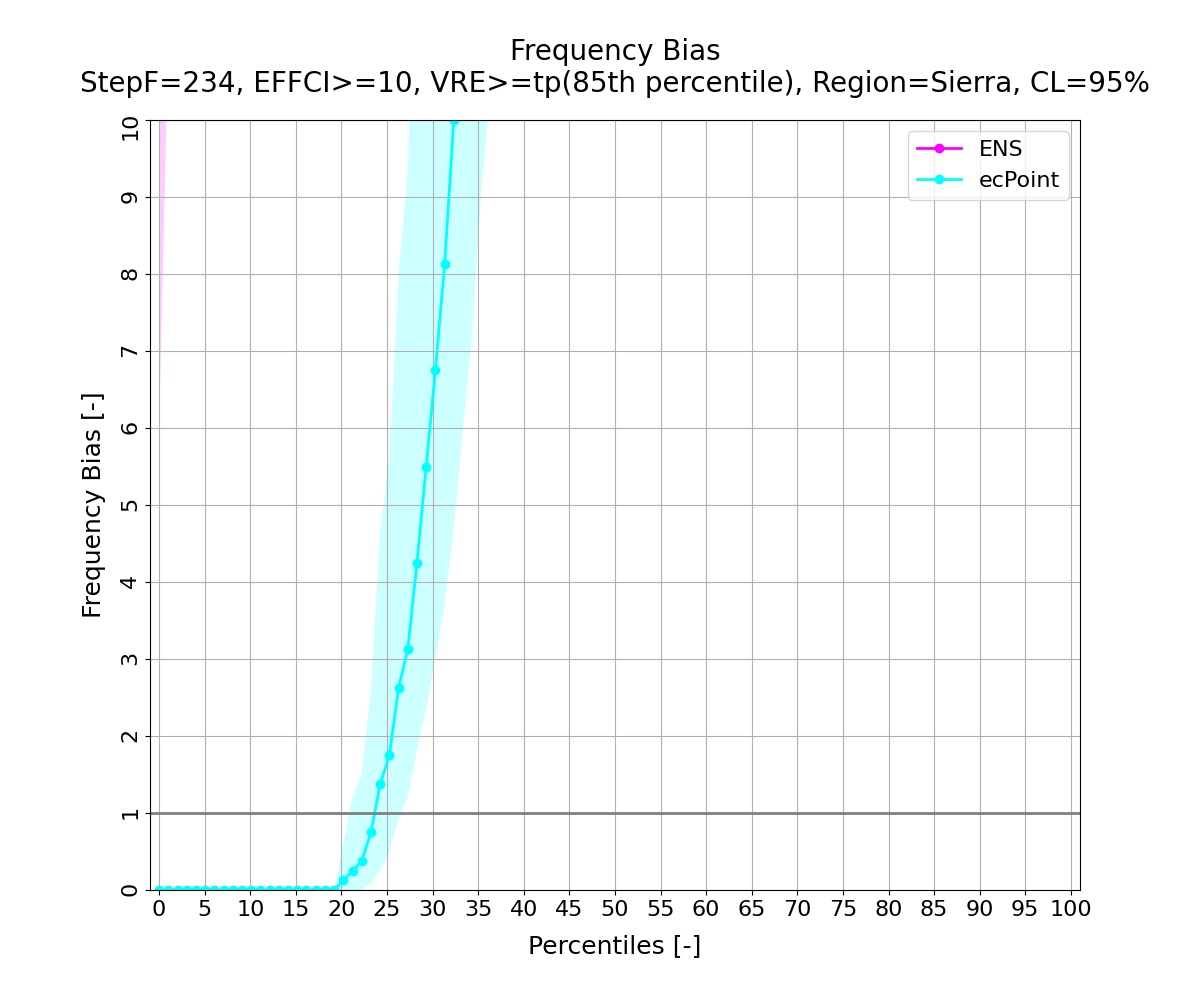 Frequency Bias
StepF=234, EFFCI>=10, VRE>=tp(85th percentile), Region=Sierra, CL=95%
ENS
ecPoint
Frequency Bias [-]
10
9
8
7
6
5
4
3
2
1
0
0 5 10 15 20 25 30 35 40 45 50 55 60 65 70 75 80 85 90 95 100
Percentiles [-]